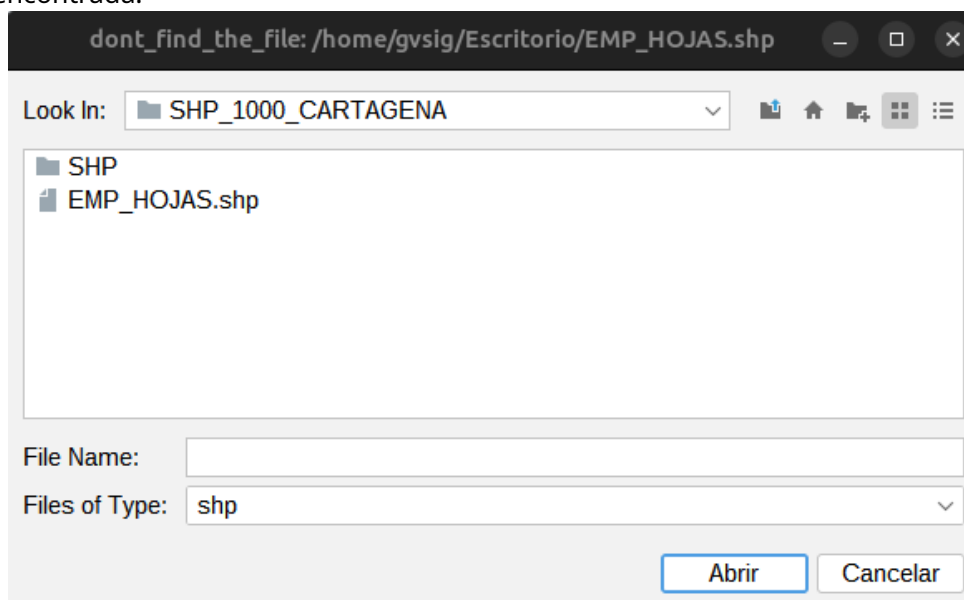 encontrada.
dont_find_the_file: /home/gvsig/Escritorio/EMP_HOJAS.shp
Look In: SHP_1000_CARTAGENA
SHP
EMP_HOJAS.shp
File Name:
Files of Type: shp
Abrir Cancelar